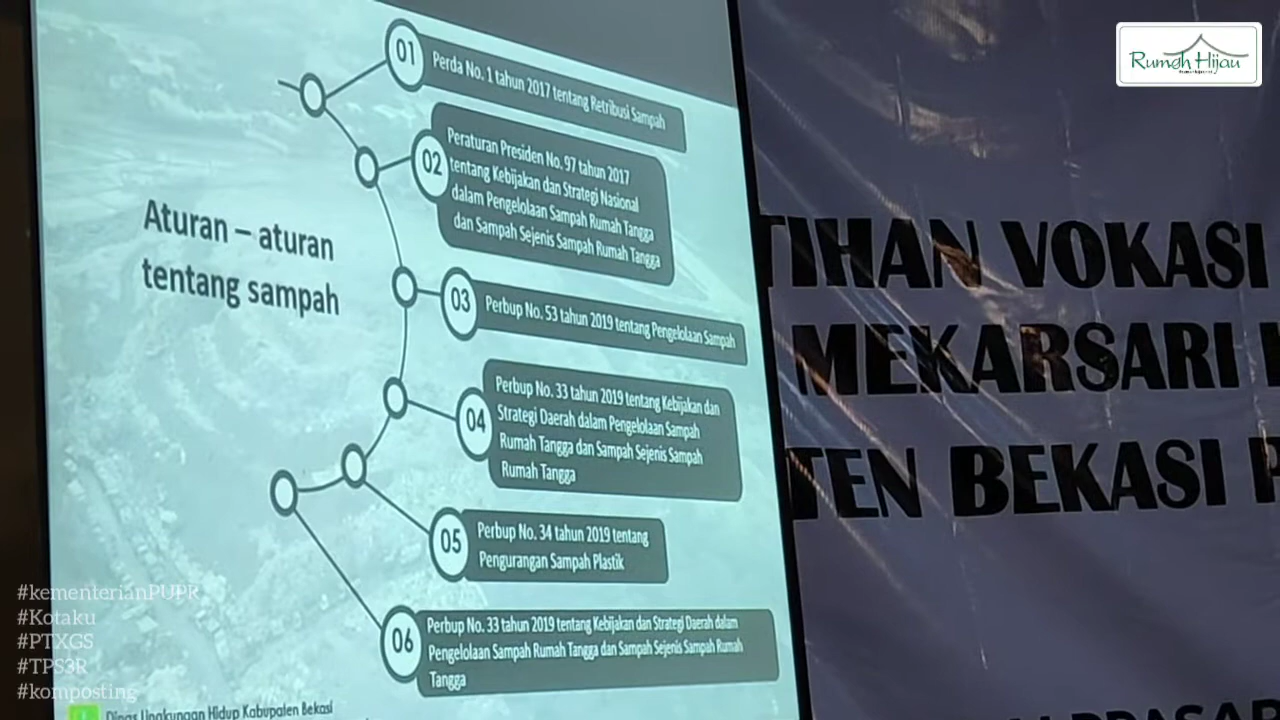 Rumah Hijau
01
Perda No. 1 tahun 2017 tentang Retribusi Sampah
02
Peraturan Presiden No. 97 tahun 2017
tentang Kebijakan dan Strategi Nasional
dalam Pengelolaan Sampah Rumah Tangga
dan Sampah Sejenis Sampah Rumah Tangga
Aturan – aturan
tentang sampah
03
Perbup No. 53 tahun 2019 tentang Pengelolaan Sampah
04
Perbup No. 33 tahun 2019 tentang Kebijakan dan
Strategi Daerah dalam Pengelolaan Sampah
Rumah Tangga dan Sampah Sejenis Sampah
Rumah Tangga
05
Perbup No. 34 tahun 2019 tentang
Pengurangan Sampah Plastik
06
Perbup No. 33 tahun 2019 tentang Kebijakan dan Strategi Daerah dalam
Pengelolaan Sampah Rumah Tangga dan Sampah Sejenis Sampah Rumah
Tangga
Dinas Lingkungan Hidup Kabupaten Bekasi
TIHAN VOKASI
MEKARSARI
TEN BEKASI P
#kementerianPUPR
#Kotaku
#PTXGS
#TPS3R
#komposting